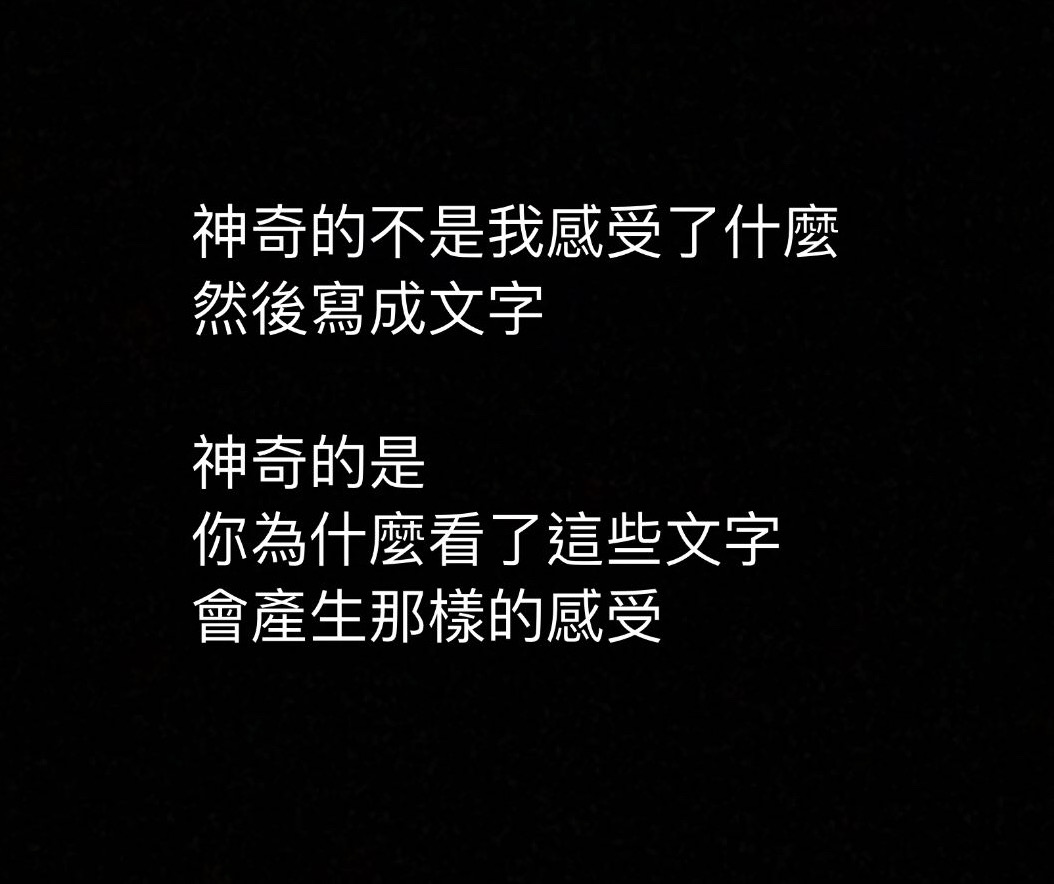 神奇的不是我感受了什麼
然後寫成文字
神奇的是
你為什麼看了這些文字
會產生那樣的感受